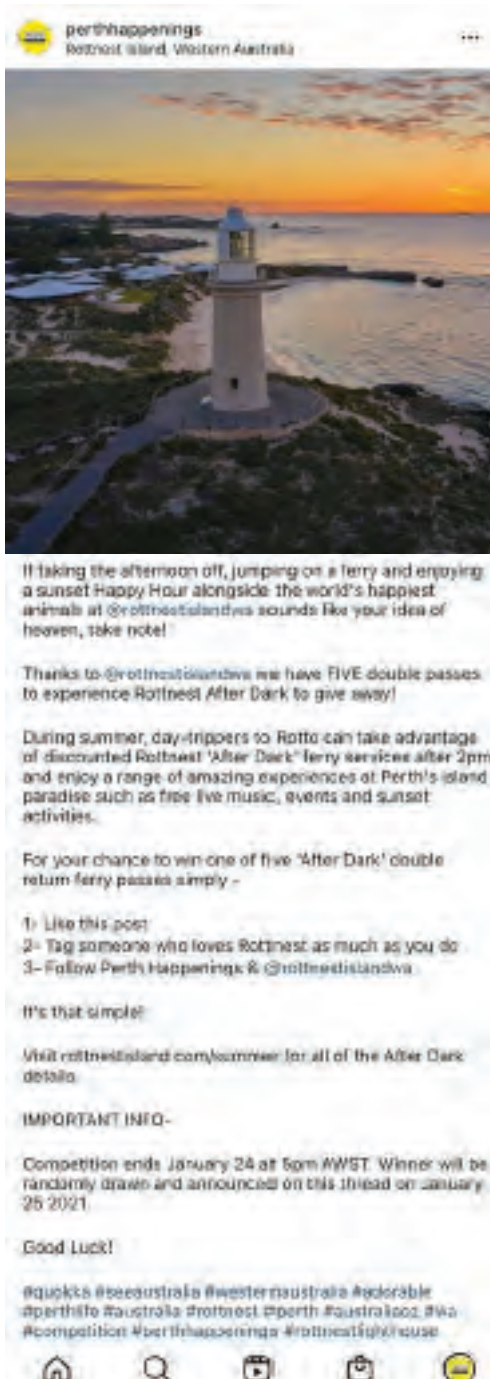 perthhappenings
Rottnest Island, Western Australia
If taking the afternoon off, jumping on a ferry and enjoying
a sunset Happy Hour alongside the world's happiest
animals at @rottnestislandwa sounds like your idea of
heaven, take note!
Thanks to @rottnestislandwa we have FIVE double passes
to experience Rottnest After Dark to give away!
During summer, day-trippers to Rotto can take advantage
of discounted Rottnest 'After Dark' ferry services after 2pm
and enjoy a range of amazing experiences at Perth's island
paradise such as free live music, events and sunset
activities.
For your chance to win one of five 'After Dark' double
return ferry passes simply -
1- Like this post
2- Tag someone who loves Rottnest as much as you do
3- Follow Perth Happenings & @rottnestislandwa
It's that simple!
Visit rottnestisland.com/summer for all of the After Dark
details.
IMPORTANT INFO-
Competition ends January 24 at 5pm AWST. Winner will be
randomly drawn and announced on this thread on January
25 2021.
Good Luck!
#quokka #seeaustralia #westernaustralia #adorable
#perthlife #australia #rottnest #perth #australiaoz #wa
#competition #perthhappenings #rottnestlighthouse